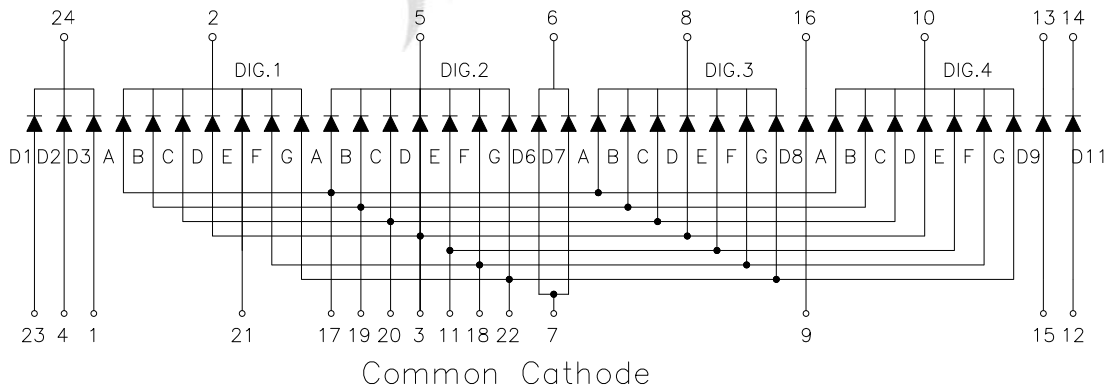 24 2 5 6 8 16 10 13 14
DIG.1 DIG.2 DIG.3 DIG.4
D1 D2 D3 A B C D E F G A B C D E F G D6 D7 A B C D E F G D8 A B C D E F G D9 D11
23 4 1 21 17 19 20 3 11 18 22 7 9 15 12
Common Cathode